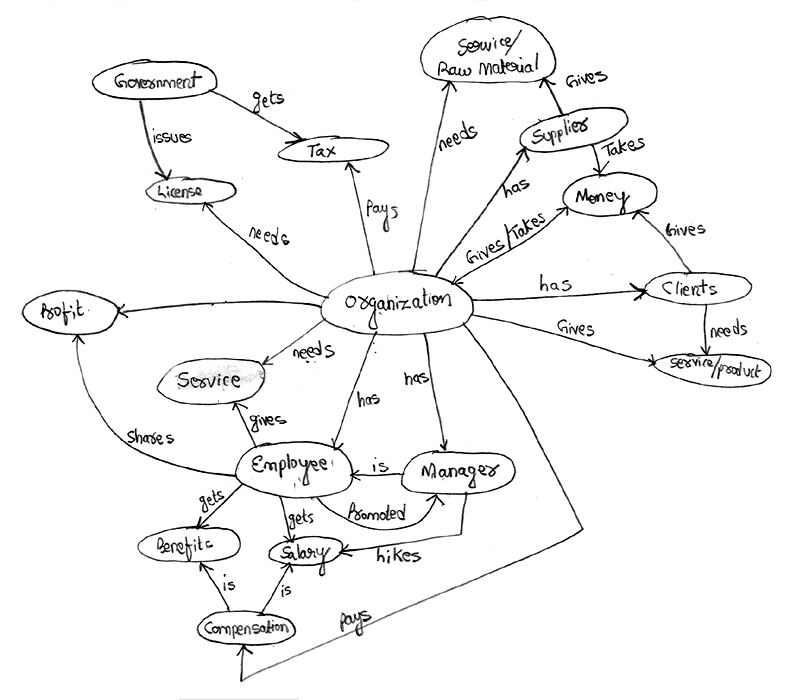 Service/
Raw Material
Government
Gives
gets
Supplier
issues
needs
Tax
Takes
License
has
Money
Pays
Gives/Takes
needs
Gives
Organization
has
Clients
Profit
needs
Gives
needs
Service
has
has
service/product
gives
Shares
Employee
is
Manager
gets
gets
Promoted
Benefits
Salary
hikes
is
is
Compensation
pays